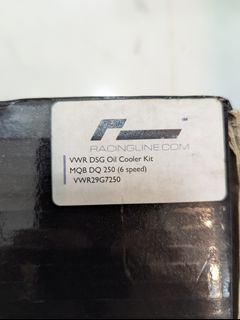 RACINGLINE.COM
VWR DSG Oil Cooler Kit
MQB DQ 250 (6 speed)
VWR29G7250